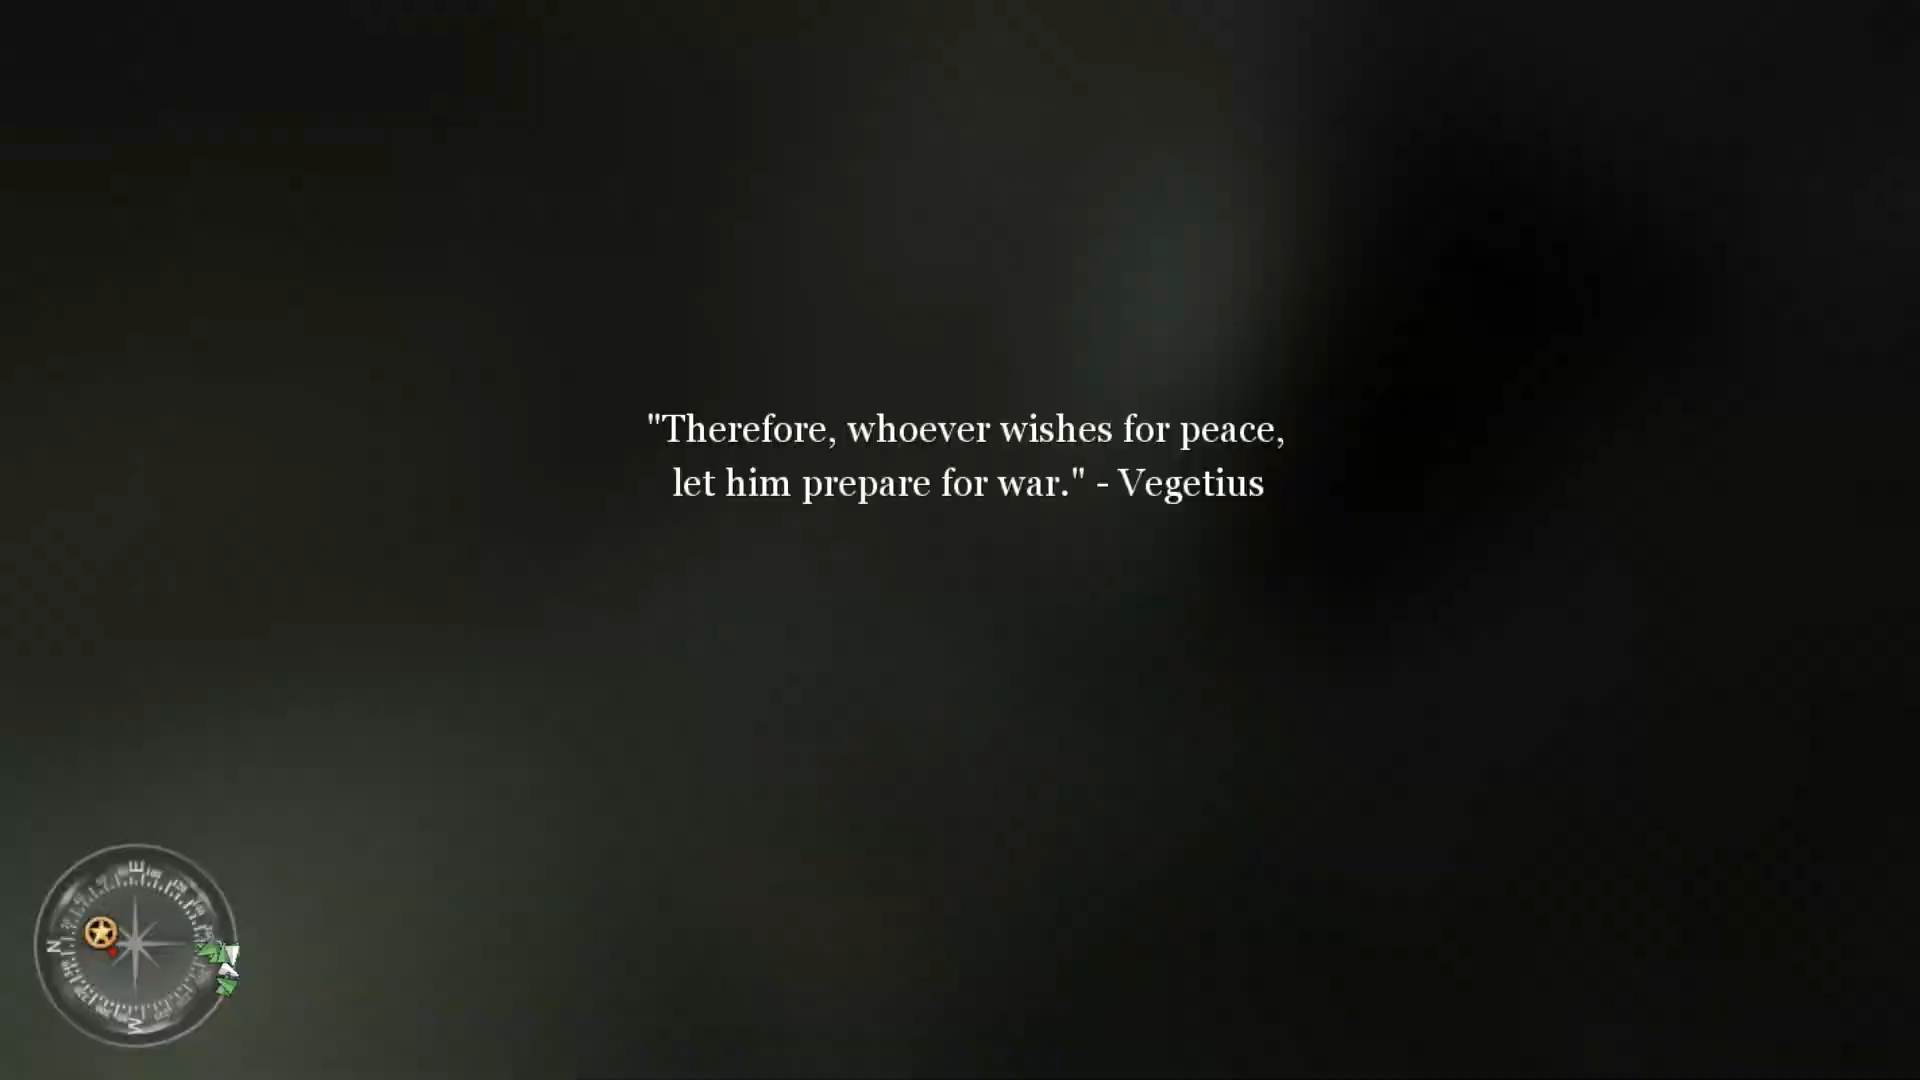 "Therefore, whoever wishes for peace,
let him prepare for war." - Vegetius
E
N
W